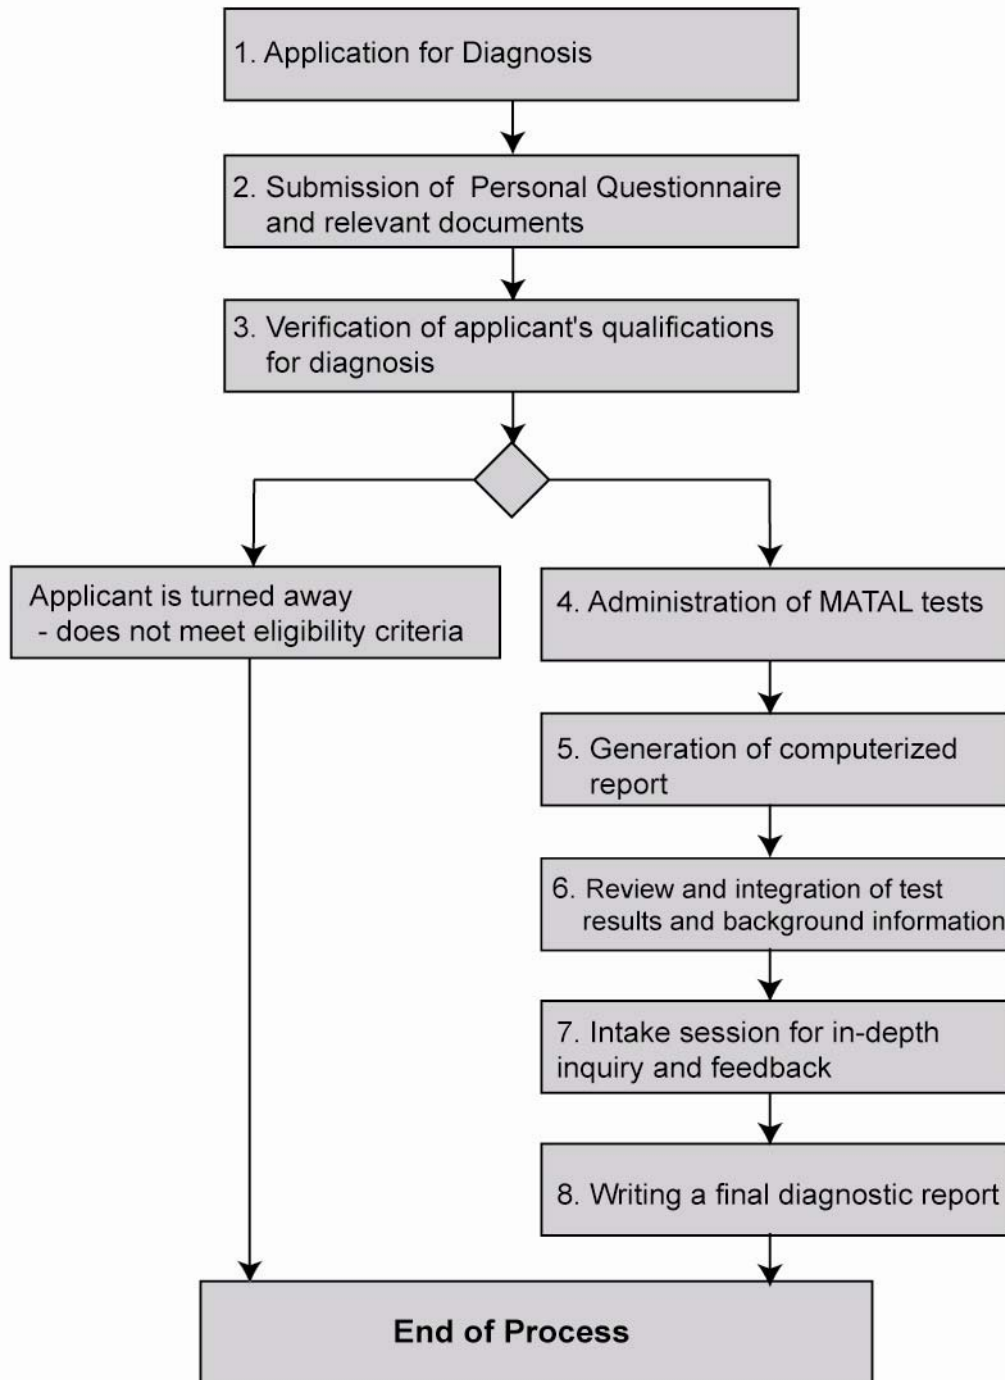 1. Application for Diagnosis
2. Submission of Personal Questionnaire
and relevant documents
3. Verification of applicant's qualifications
for diagnosis
Applicant is turned away
- does not meet eligibility criteria
4. Administration of MATAL tests
5. Generation of computerized
report
6. Review and integration of test
results and background information
7. Intake session for in-depth
inquiry and feedback
8. Writing a final diagnostic report
End of Process